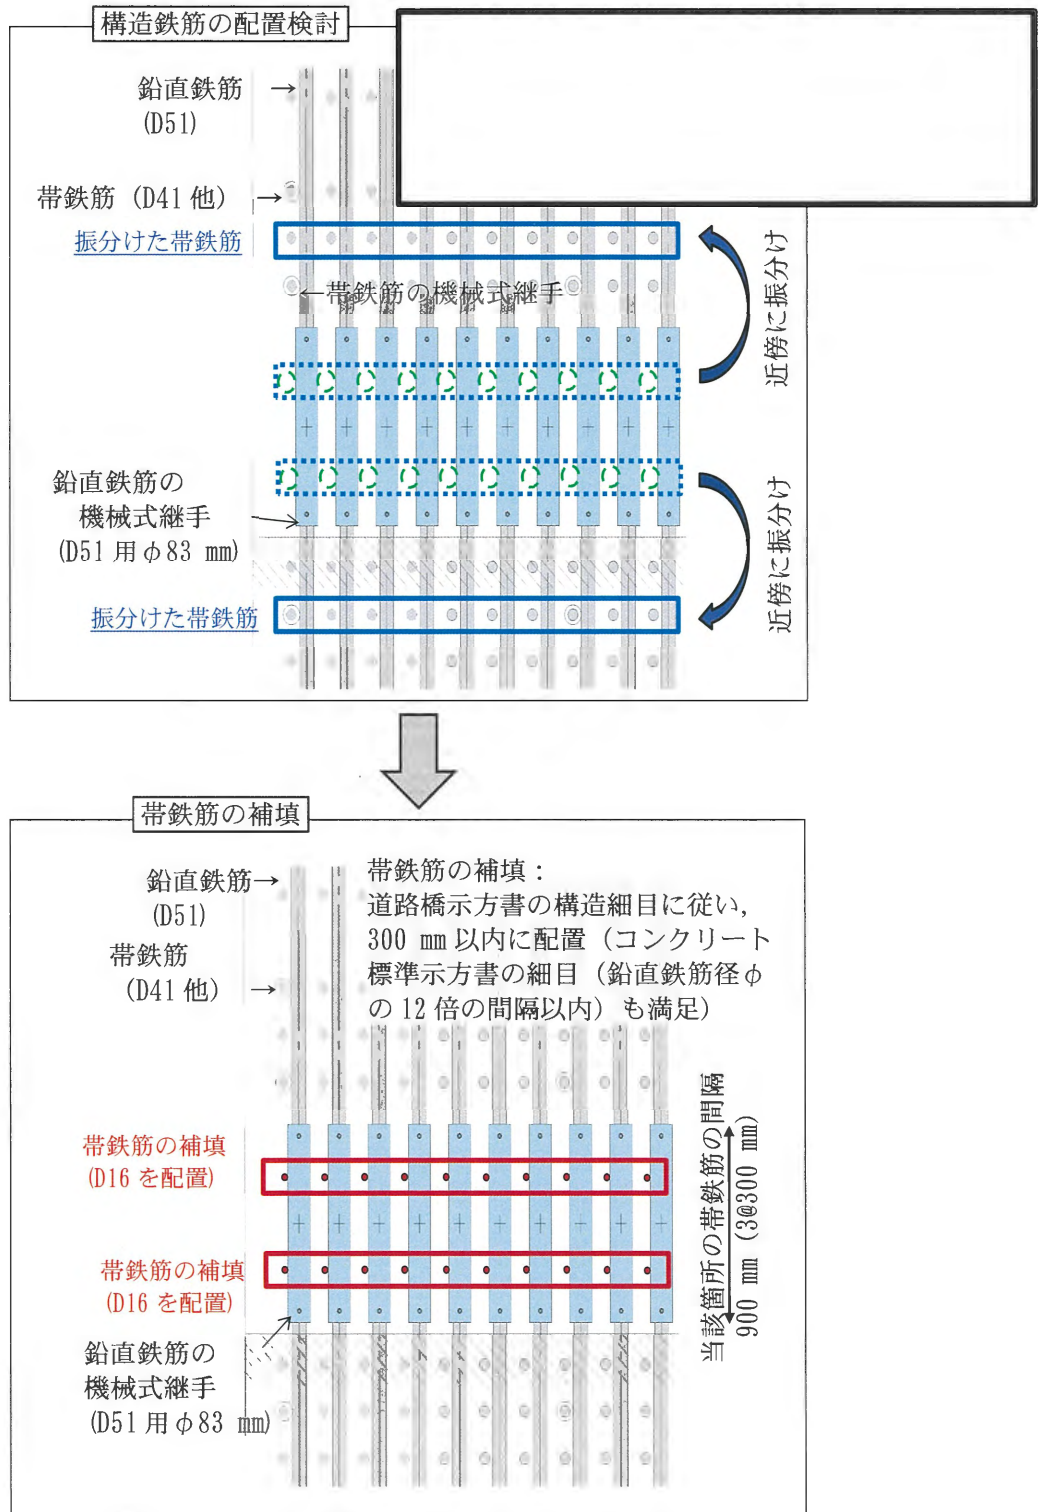 構造鉄筋の配置検討
鉛直鉄筋→
(D51)
帯鉄筋 (D41 他) →
振分けた帯鉄筋
←帯鉄筋の機械式継手
近傍に振分け
鉛直鉄筋の
機械式継手
(D51 用φ83 mm)
近傍に振分け
振分けた帯鉄筋
帯鉄筋の補填
鉛直鉄筋→
(D51)
帯鉄筋
(D41 他) →
帯鉄筋の補填：
道路橋示方書の構造細目に従い，
300 mm 以内に配置（コンクリート
標準示方書の細目（鉛直鉄筋径φ
の 12 倍の間隔以内）も満足）
帯鉄筋の補填
(D16 を配置)
帯鉄筋の補填
(D16 を配置)
当該箇所の帯鉄筋の間隔
900 mm (3@300 mm)
鉛直鉄筋の
機械式継手
(D51 用φ83 mm)